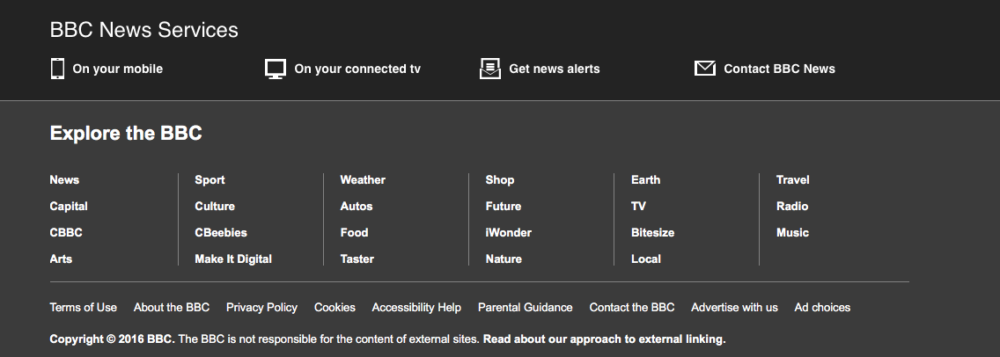 BBC News Services
On your mobile On your connected tv Get news alerts Contact BBC News
Explore the BBC
News Sport Weather Shop Earth Travel
Capital Culture Autos Future TV Radio
CBBC CBeebies Food iWonder Bitesize Music
Arts Make It Digital Taster Nature Local
Terms of Use About the BBC Privacy Policy Cookies Accessibility Help Parental Guidance Contact the BBC Advertise with us Ad choices
Copyright © 2016 BBC. The BBC is not responsible for the content of external sites. Read about our approach to external linking.